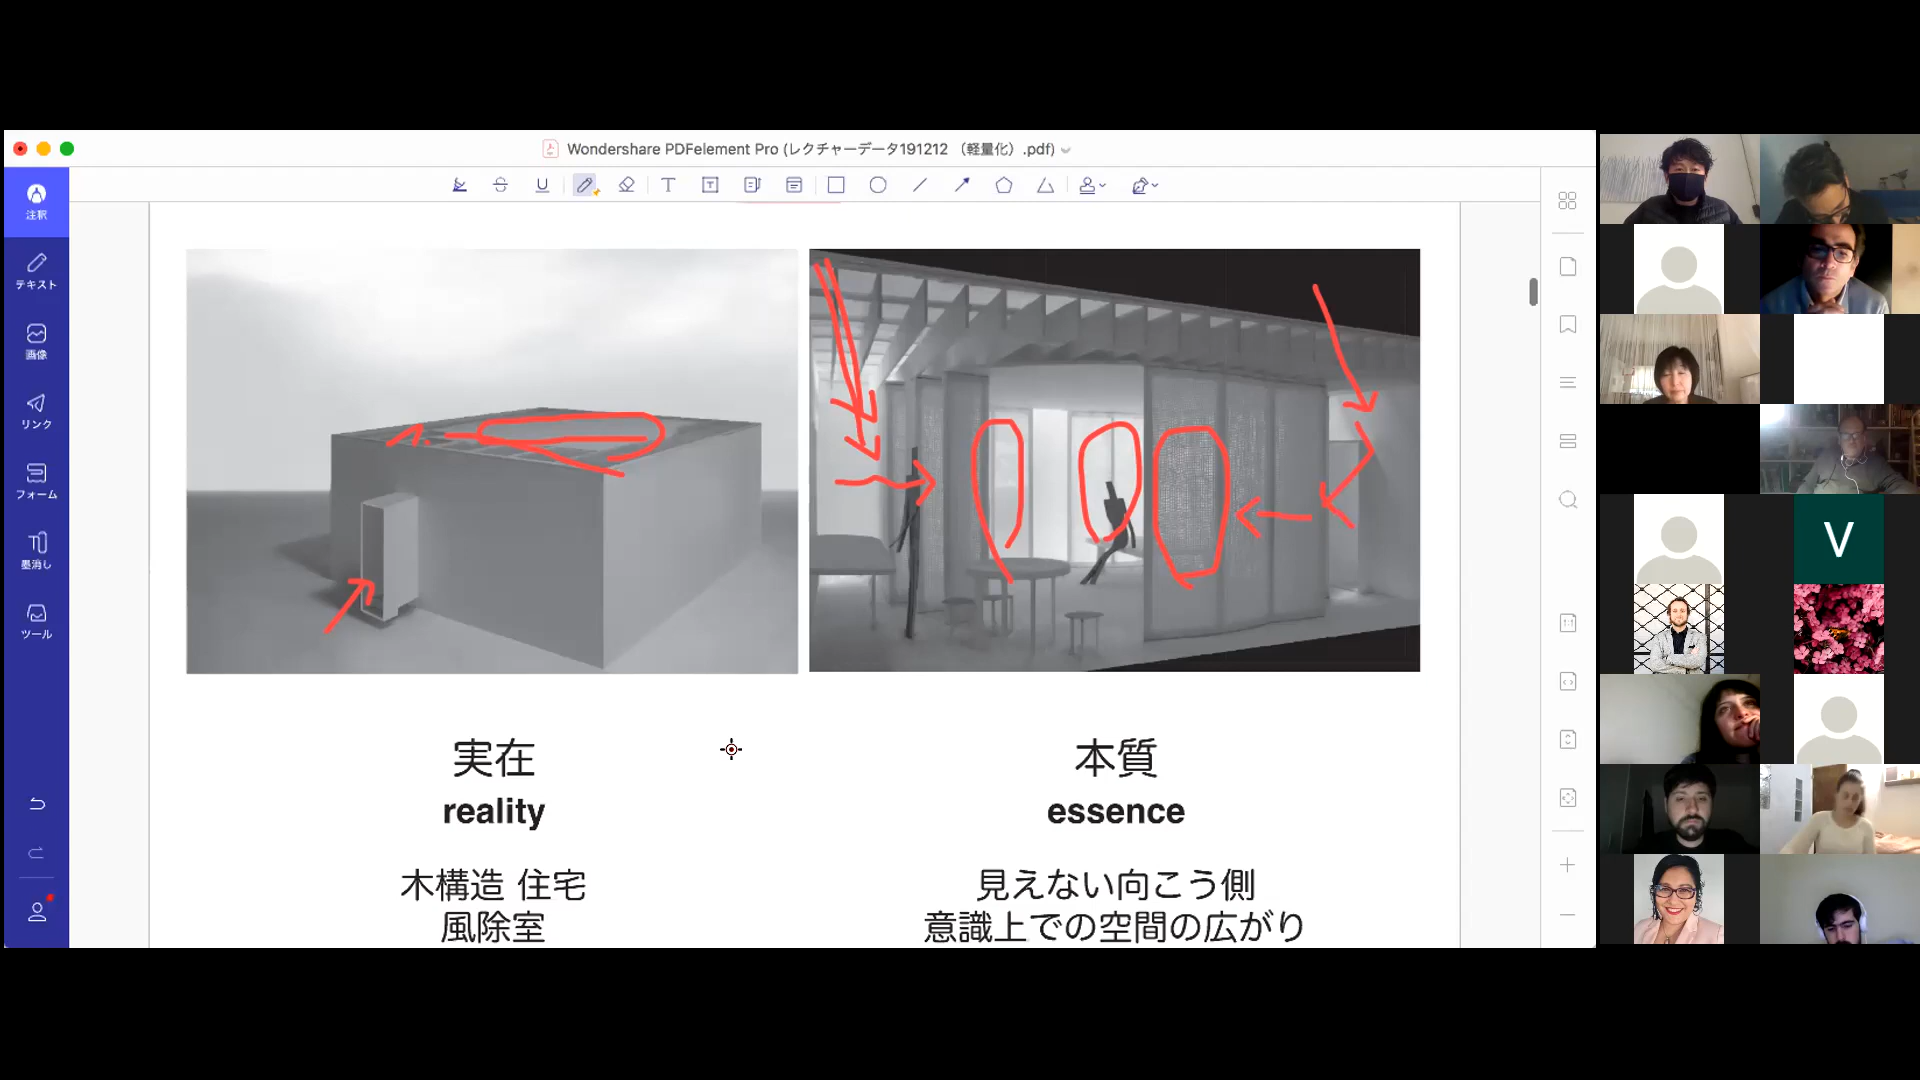 Wondershare PDFelement Pro (レクチャーデータ191212 （軽量化）.pdf)
注釈
テキスト
画像
リンク
フォーム
墨消し
ツール
実在
reality
木構造 住宅
風除室
本質
essence
見えない向こう側
意識上での空間の広がり
V